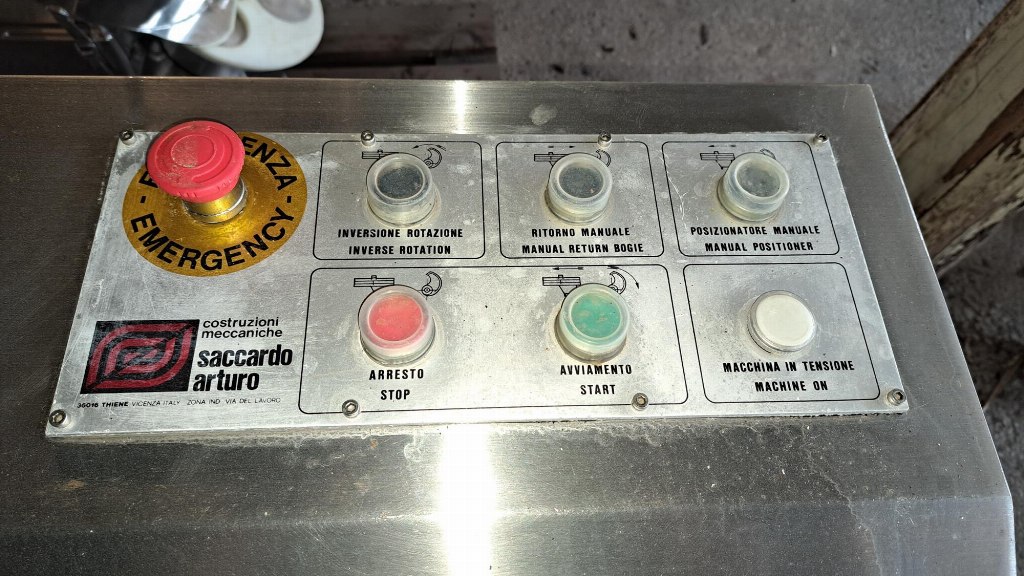 ENZA
- EMERGENCY -
INVERSIONE ROTAZIONE
INVERSE ROTATION
RITORNO MANUALE
MANUAL RETURN BOGIE
POSIZIONATORE MANUALE
MANUAL POSITIONER
costruzioni
meccaniche
saccardo
arturo
36016 THIENE VICENZA ITALY ZONA IND. VIA DEL LAVORO
ARRESTO
STOP
AVVIAMENTO
START
MACCHINA IN TENSIONE
MACHINE ON